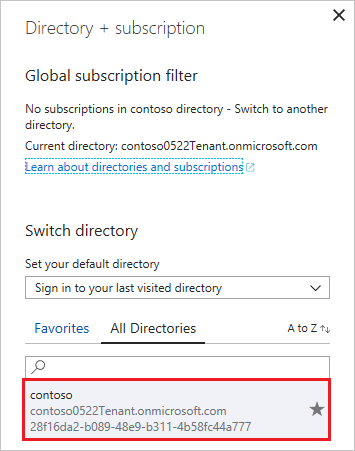 Directory + subscription
Global subscription filter
No subscriptions in contoso directory - Switch to another
directory.
Current directory: contoso0522Tenant.onmicrosoft.com
Learn about directories and subscriptions
Switch directory
Set your default directory
Sign in to your last visited directory
Favorites All Directories A to Z ↑↓
contoso
contoso0522Tenant.onmicrosoft.com
28f16da2-b089-48e9-b311-4b58fc44a777